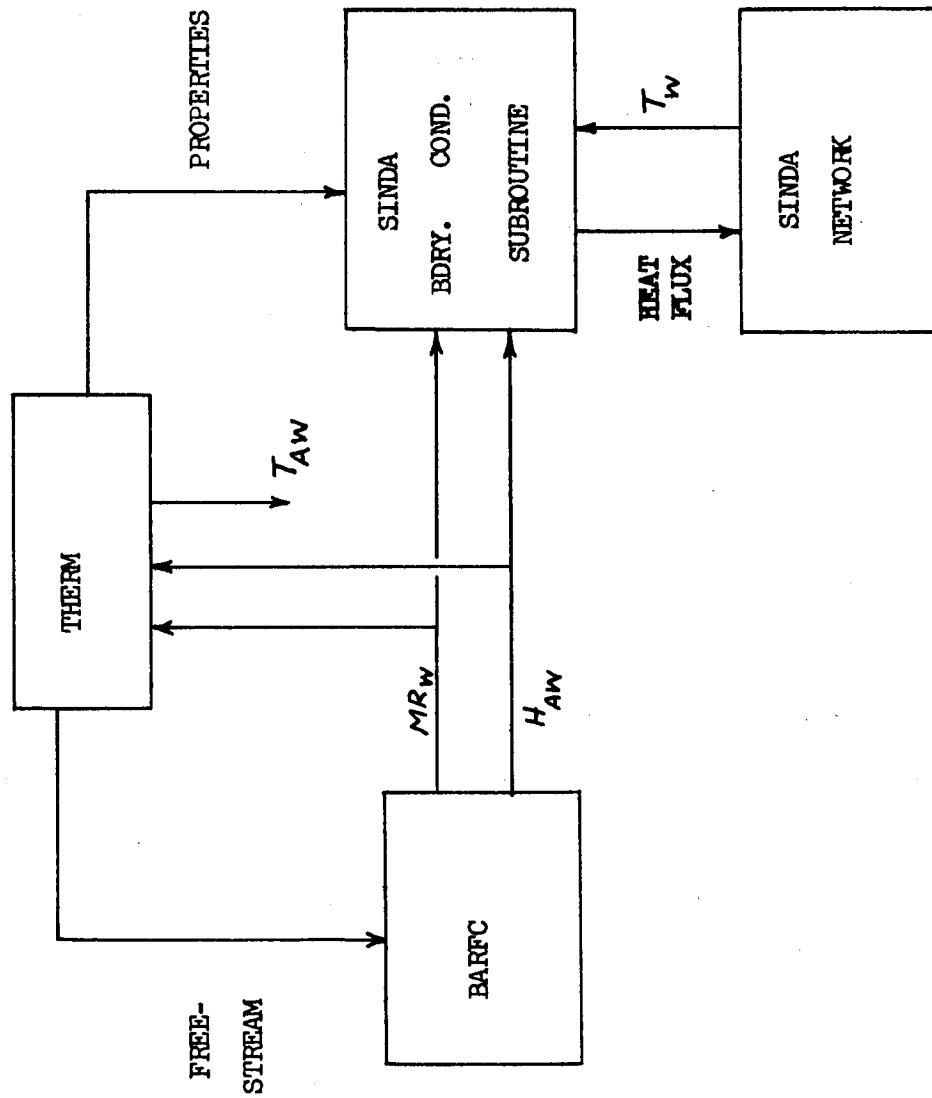 THERM
FREE-
STREAM
PROPERTIES
T_AW
MR_W
H_AW
BARFC
SINDA
BDRY. COND.
SUBROUTINE
HEAT
FLUX
T_W
SINDA
NETWORK